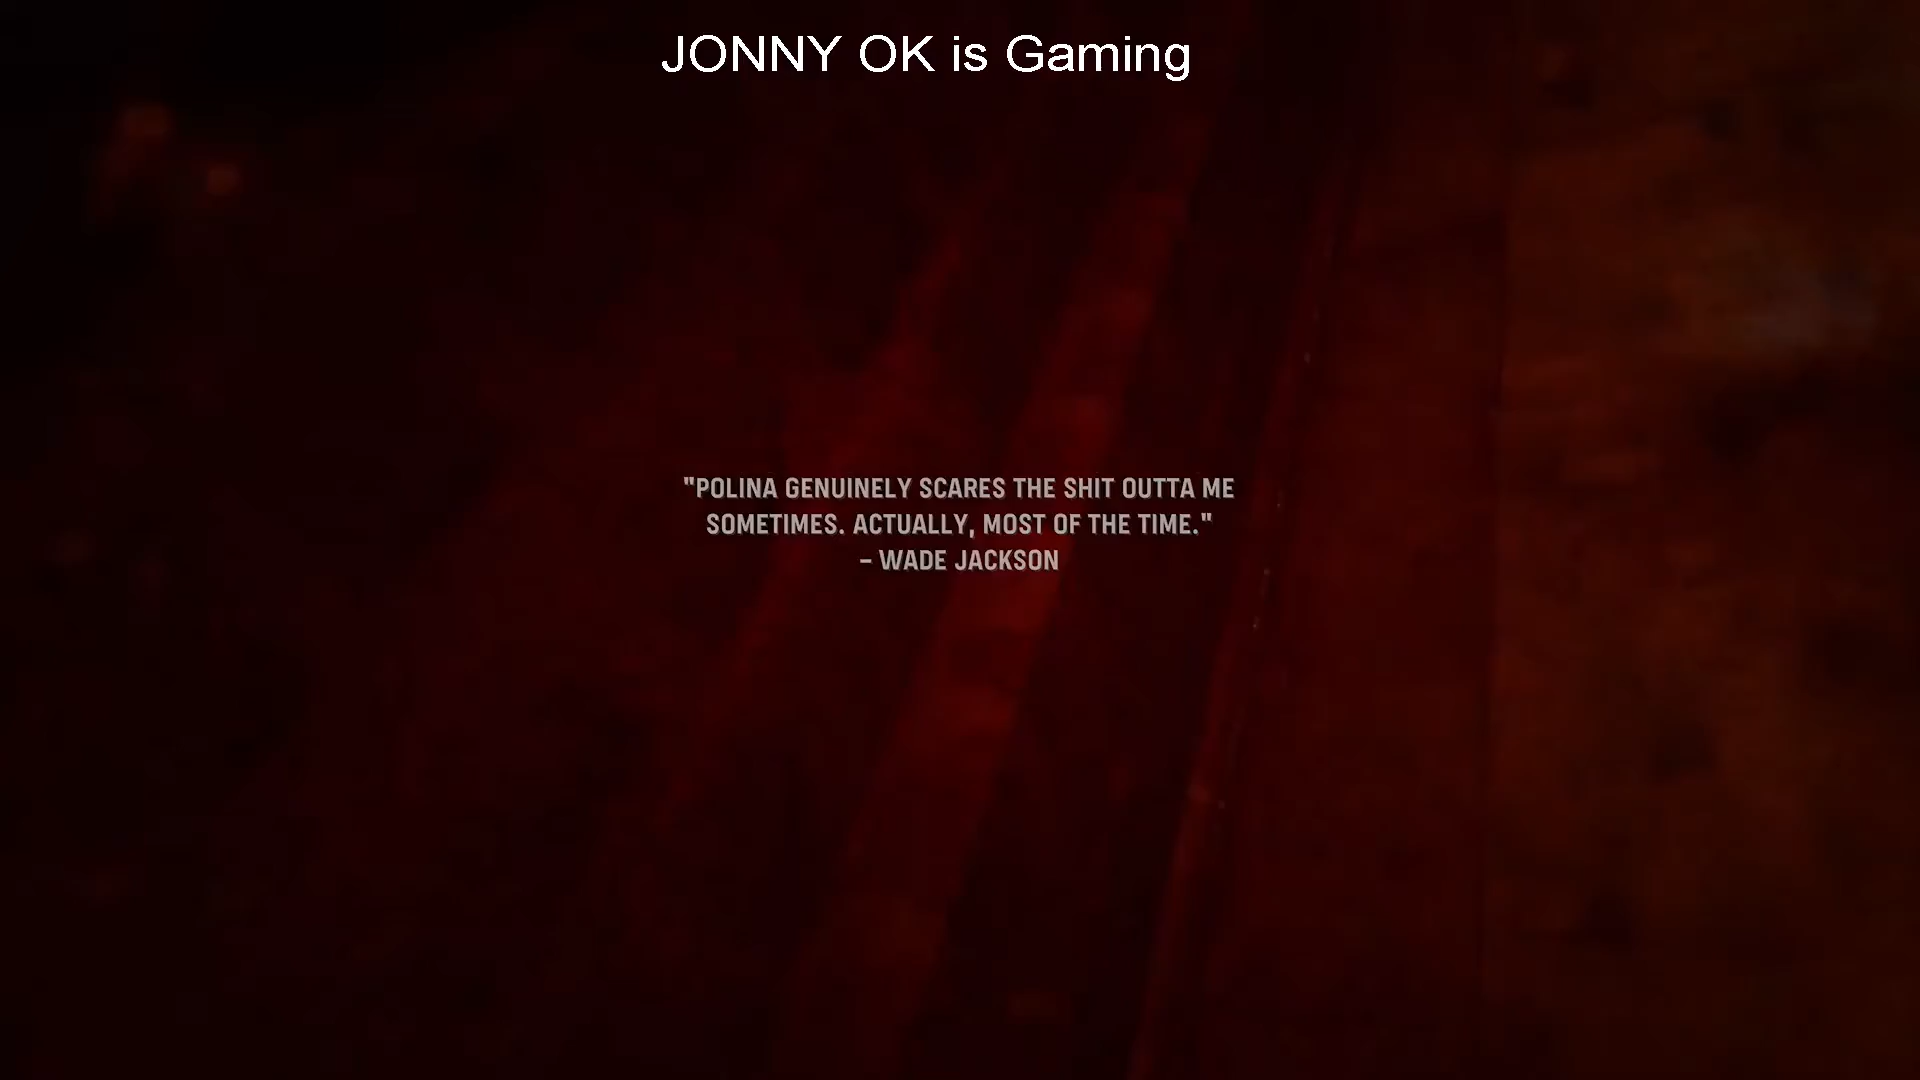 JONNY OK is Gaming
"POLINA GENUINELY SCARES THE SHIT OUTTA ME
SOMETIMES. ACTUALLY, MOST OF THE TIME."
– WADE JACKSON